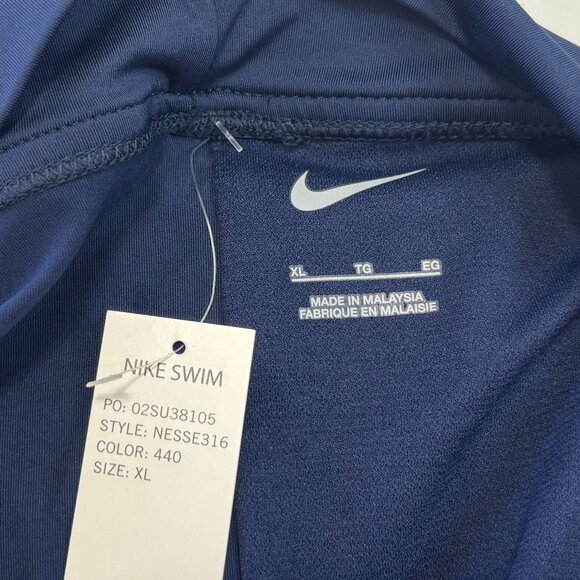 XL TG EG
MADE IN MALAYSIA
FABRIQUE EN MALAISIE
NIKE SWIM
PO: 02SU38105
STYLE: NESSE316
COLOR: 440
SIZE: XL